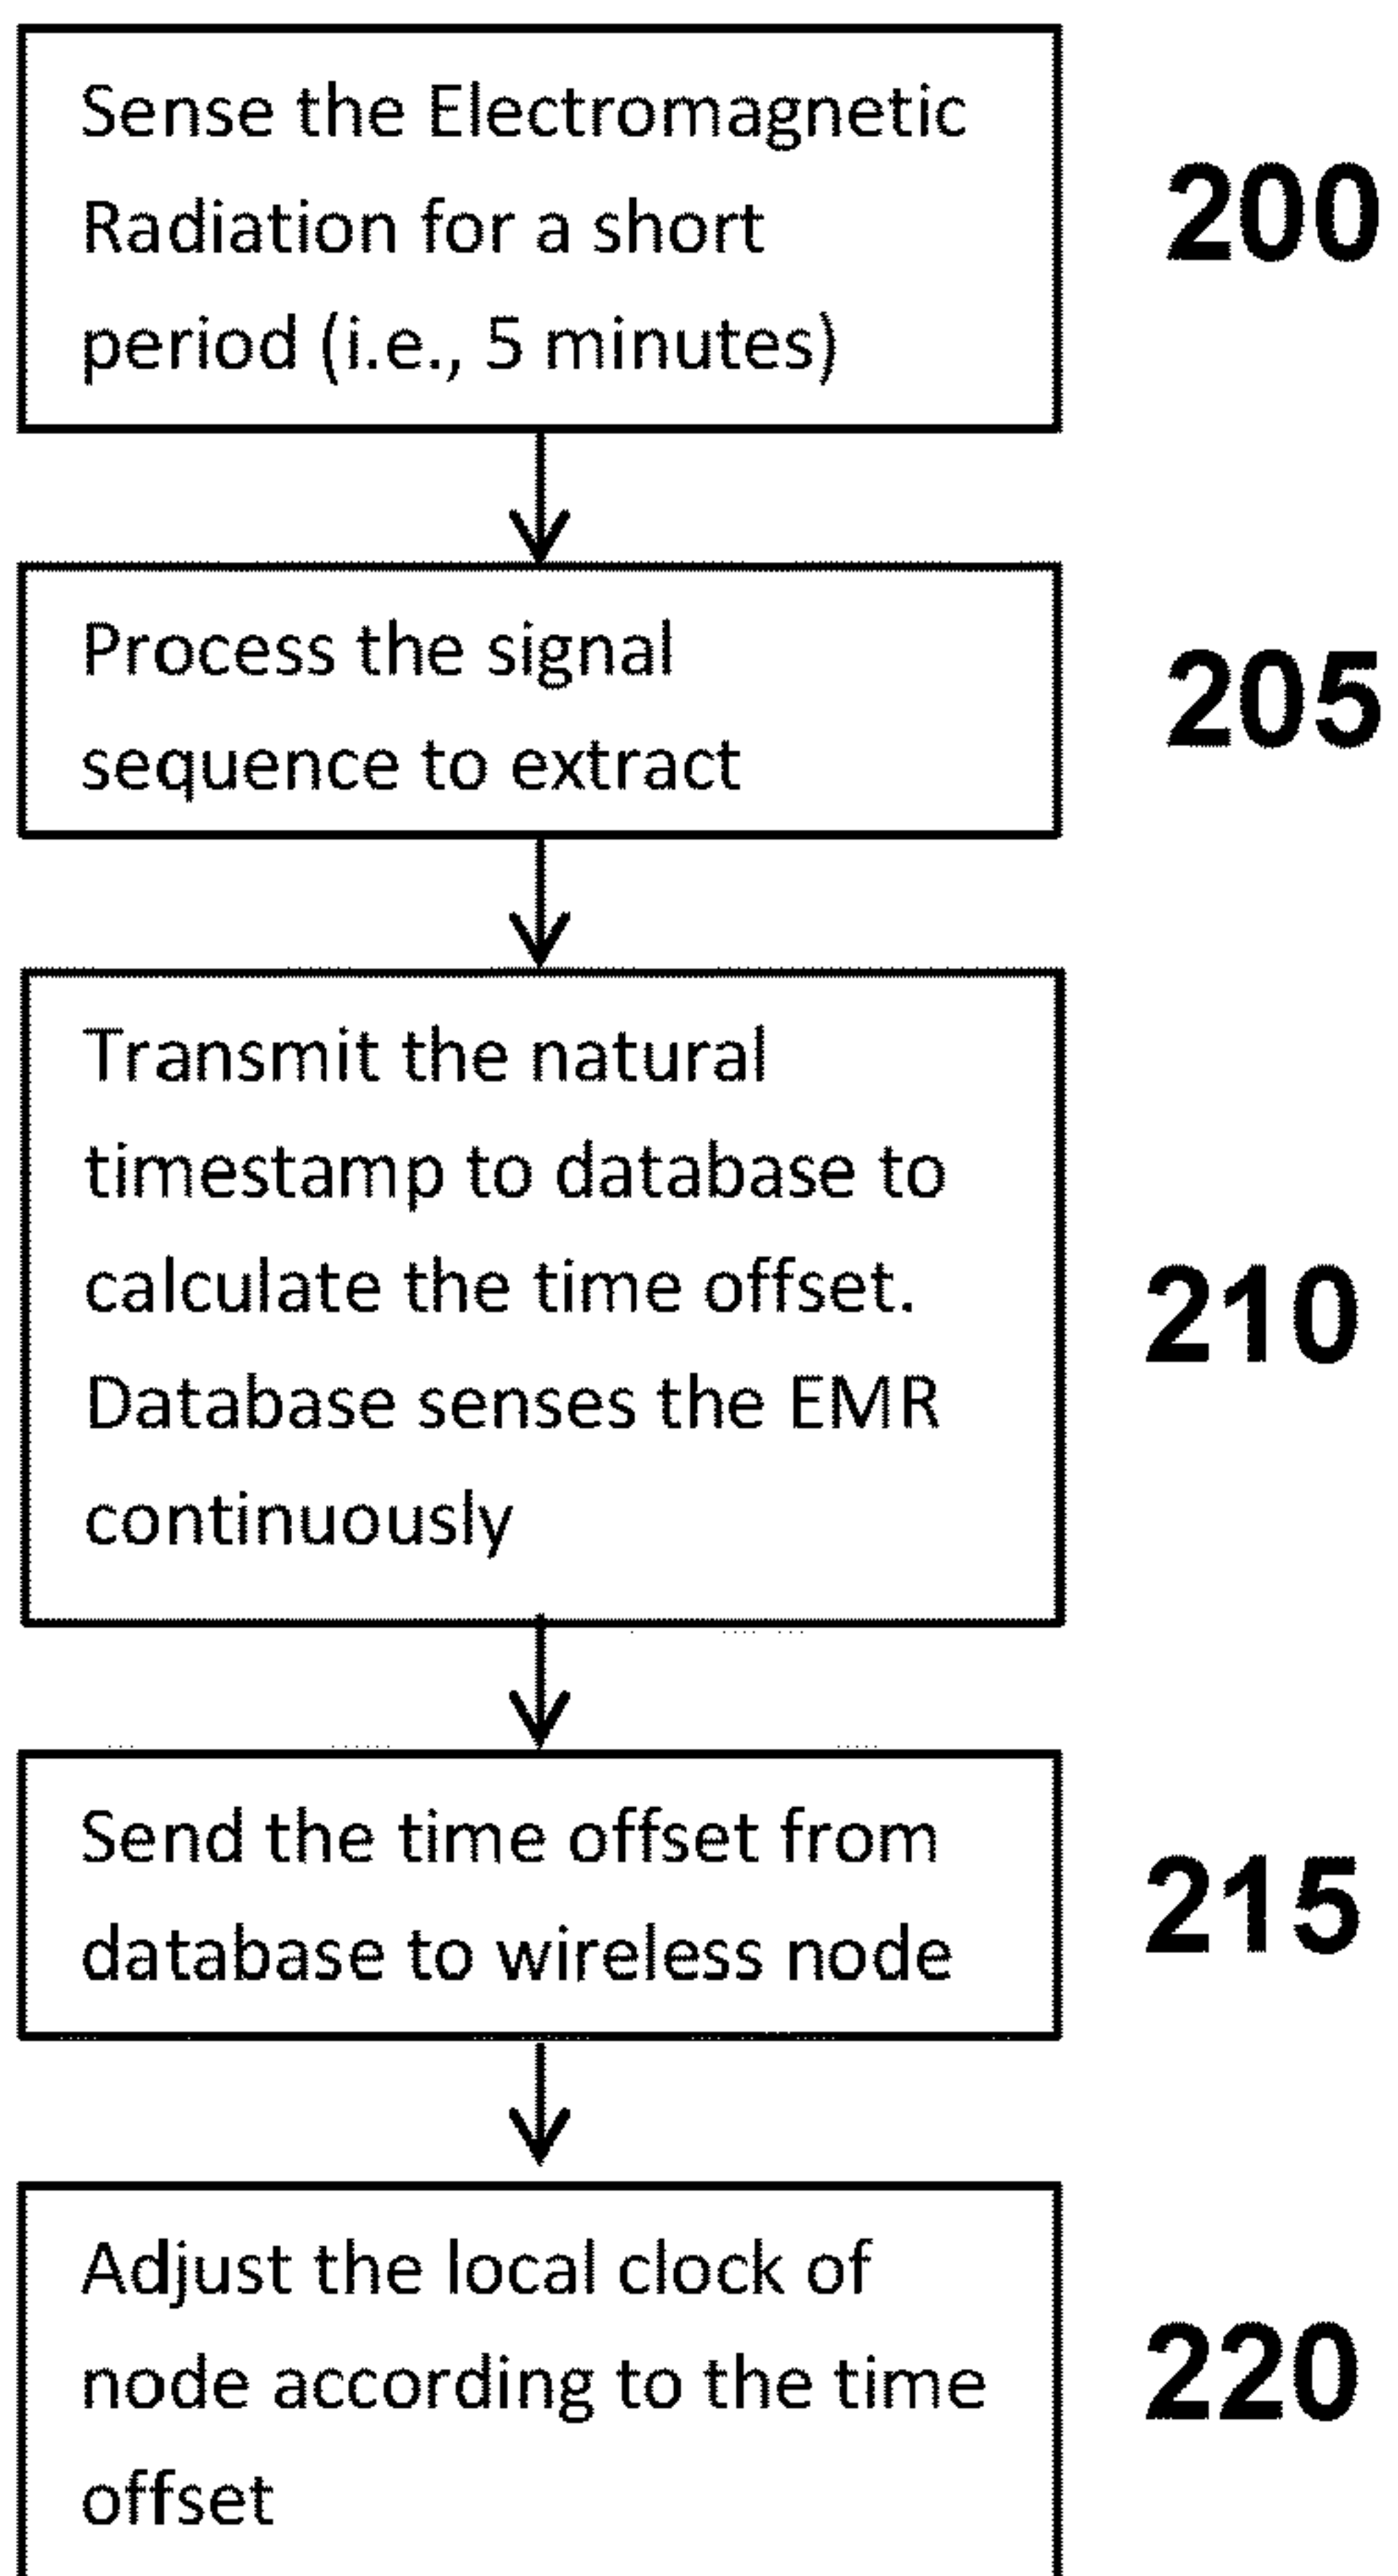 Sense the Electromagnetic
Radiation for a short
period (i.e., 5 minutes)
200
Process the signal
sequence to extract
205
Transmit the natural
timestamp to database to
calculate the time offset.
Database senses the EMR
continuously
210
Send the time offset from
database to wireless node
215
Adjust the local clock of
node according to the time
offset
220